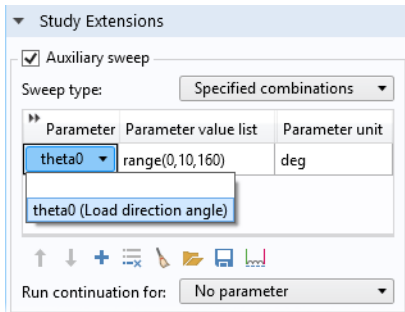 Study Extensions
Auxiliary sweep
Sweep type: Specified combinations
Parameter Parameter value list Parameter unit
theta0 range(0,10,160) deg
theta0 (Load direction angle)
Run continuation for: No parameter